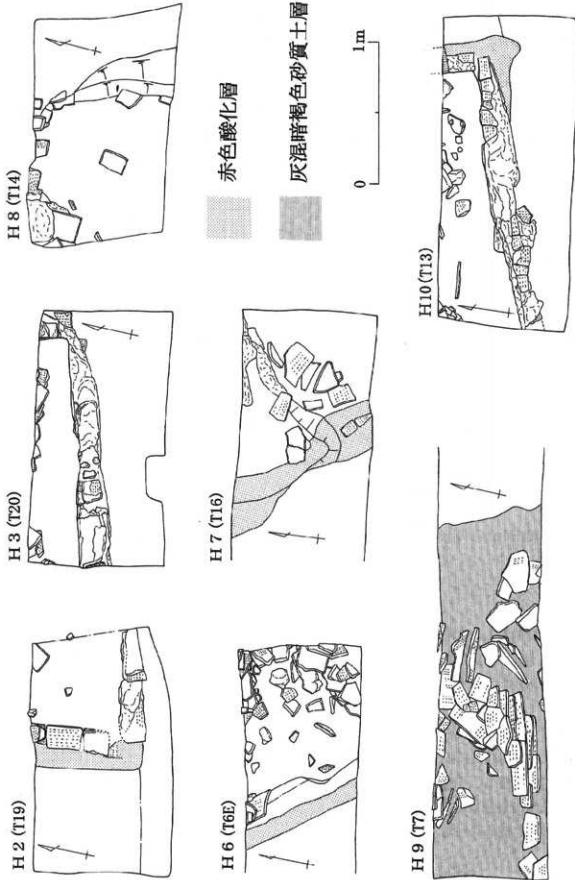 H 2 (T19)
H 3 (T20)
H 8 (T14)
H 6 (T6E)
H 7 (T16)
赤色酸化層
灰混暗褐色砂質土層
0
1m
H 9 (T7)
H10 (T13)